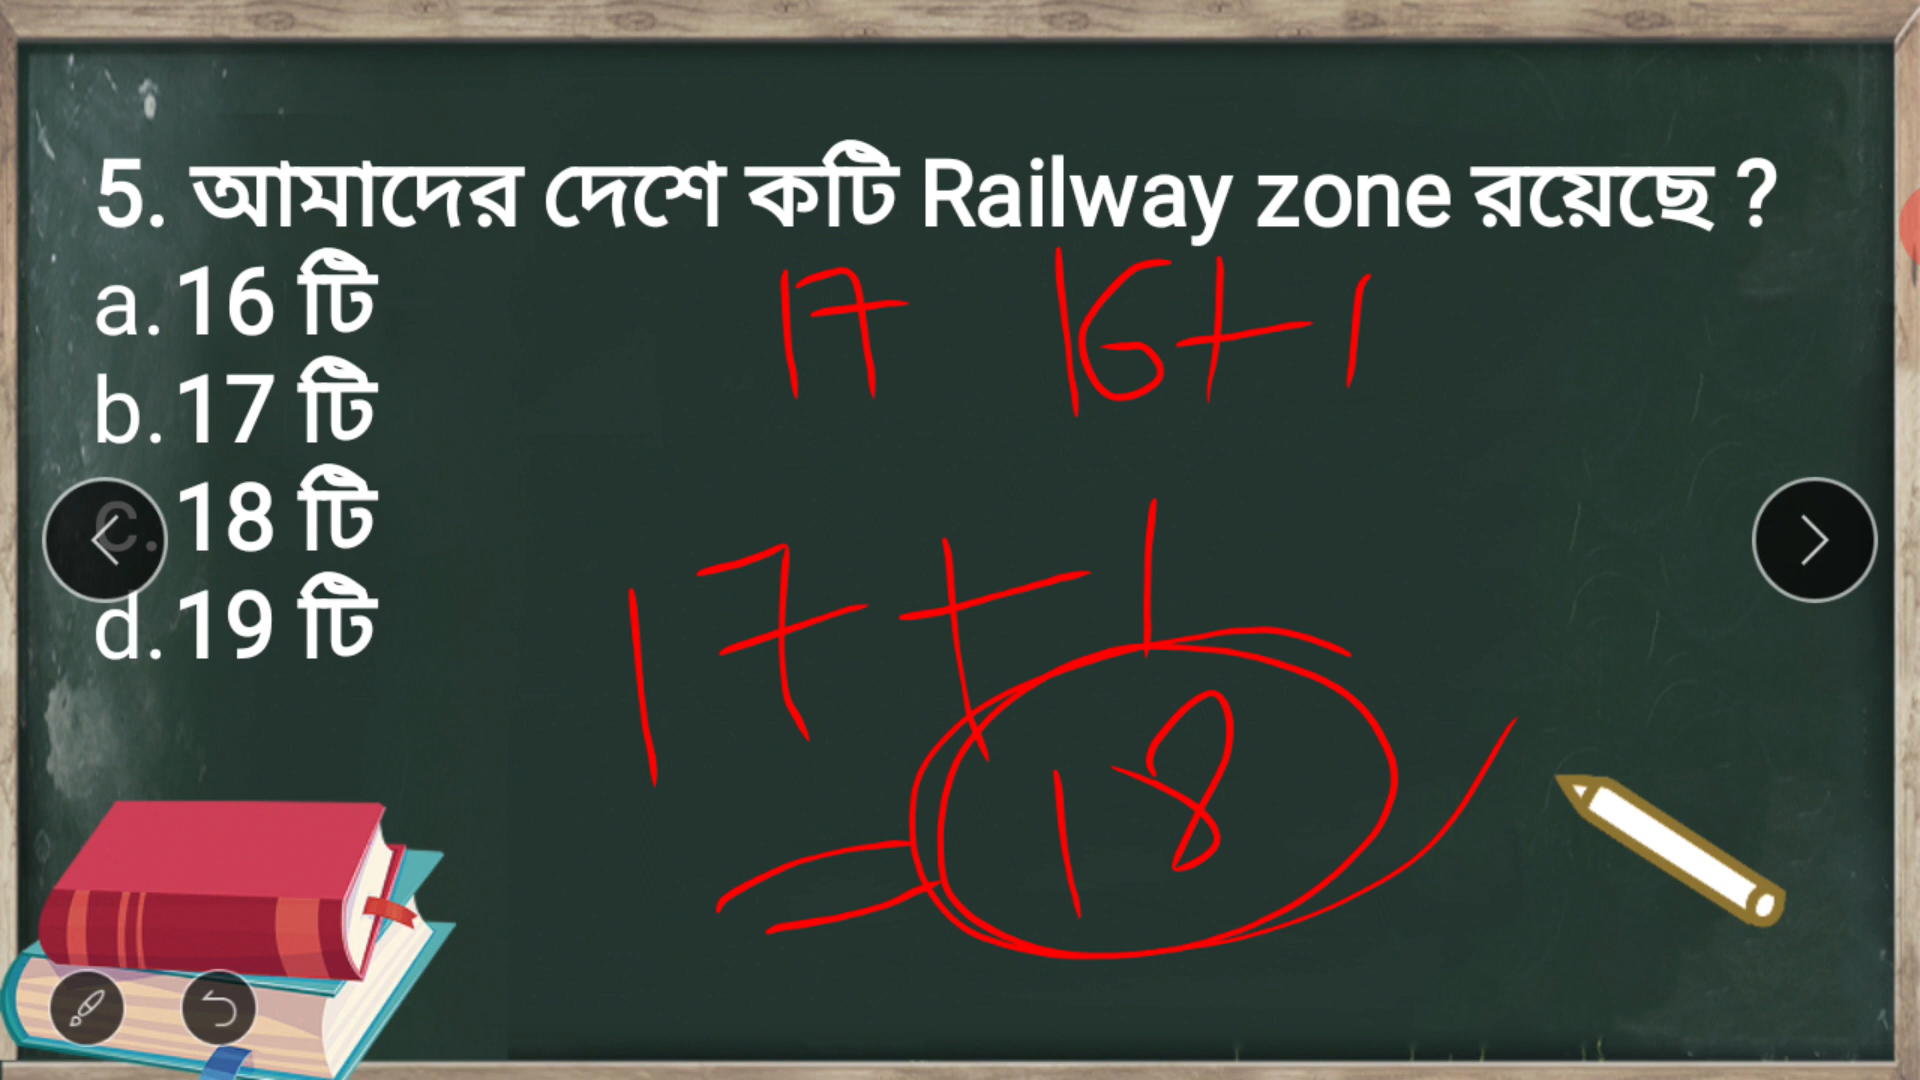 5. আমাদের দেশে কটি Railway zone রয়েছে ?
a. 16 টি
17 16+1
b. 17 টি
c. 18 টি
17+1
d. 19 টি
= 18